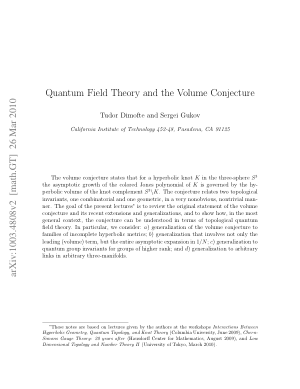 Quantum Field Theory and the Volume Conjecture
Tudor Dimofte and Sergei Gukov
California Institute of Technology 452-48, Pasadena, CA 91125
arXiv:1003.4808v2 [math.GT] 26 Mar 2010
The volume conjecture states that for a hyperbolic knot K in the three-sphere S³
the asymptotic growth of the colored Jones polynomial of K is governed by the hy-
perbolic volume of the knot complement S³\K. The conjecture relates two topological
invariants, one combinatorial and one geometric, in a very nonobvious, nontrivial man-
ner. The goal of the present lectures* is to review the original statement of the volume
conjecture and its recent extensions and generalizations, and to show how, in the most
general context, the conjecture can be understood in terms of topological quantum
field theory. In particular, we consider: a) generalization of the volume conjecture to
families of incomplete hyperbolic metrics; b) generalization that involves not only the
leading (volume) term, but the entire asymptotic expansion in 1/N; c) generalization to
quantum group invariants for groups of higher rank; and d) generalization to arbitrary
links in arbitrary three-manifolds.
*These notes are based on lectures given by the authors at the workshops Interactions Between
Hyperbolic Geometry, Quantum Topology, and Knot Theory (Columbia University, June 2009), Chern-
Simons Gauge Theory: 20 years after (Hausdorff Center for Mathematics, August 2009), and Low
Dimensional Topology and Number Theory II (University of Tokyo, March 2010)